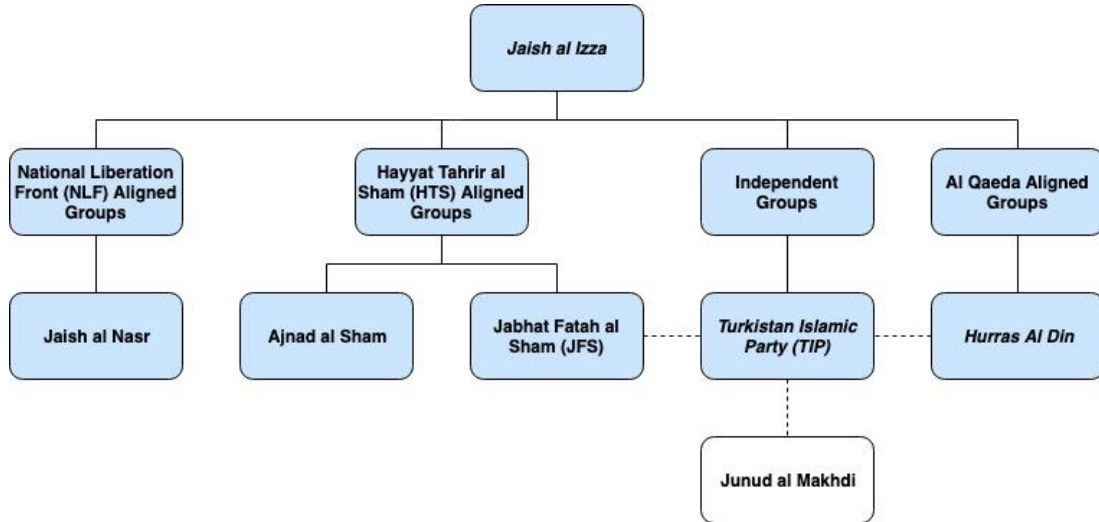 Jaish al Izza
National Liberation
Front (NLF) Aligned
Groups
Hayyat Tahrir al
Sham (HTS) Aligned
Groups
Independent
Groups
Al Qaeda Aligned
Groups
Jaish al Nasr
Ajnad al Sham
Jabhat Fatah al
Sham (JFS)
Turkistan Islamic
Party (TIP)
Hurras Al Din
Junud al Makhdi